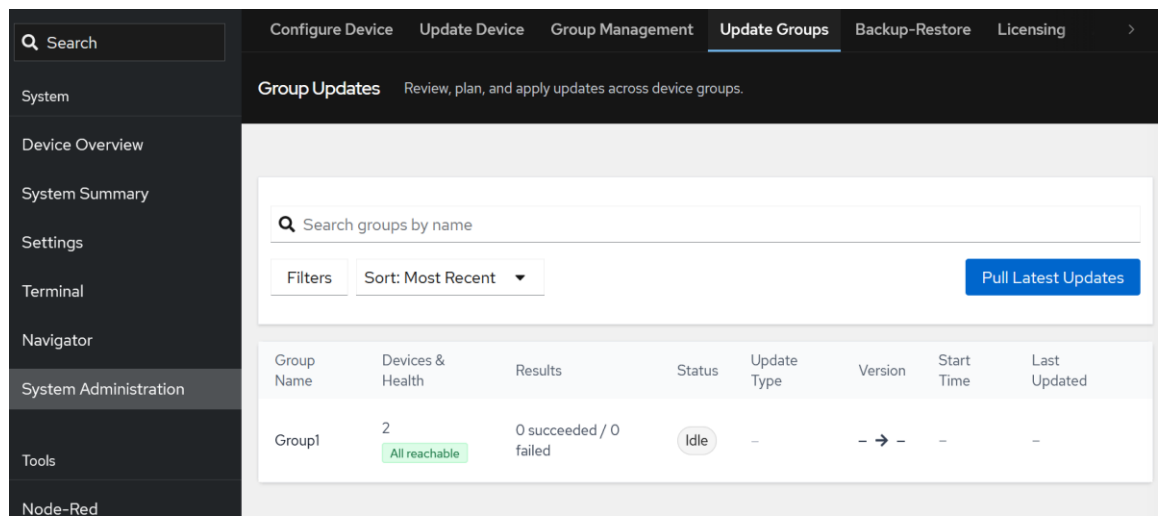 Search
System
Device Overview
System Summary
Settings
Terminal
Navigator
System Administration
Tools
Node-Red
Configure Device Update Device Group Management Update Groups Backup-Restore Licensing
Group Updates Review, plan, and apply updates across device groups.
Search groups by name
Filters Sort: Most Recent Pull Latest Updates
Group Name Devices & Health Results Status Update Type Version Start Time Last Updated
Group1 2 All reachable 0 succeeded / 0 failed Idle – – → – – –